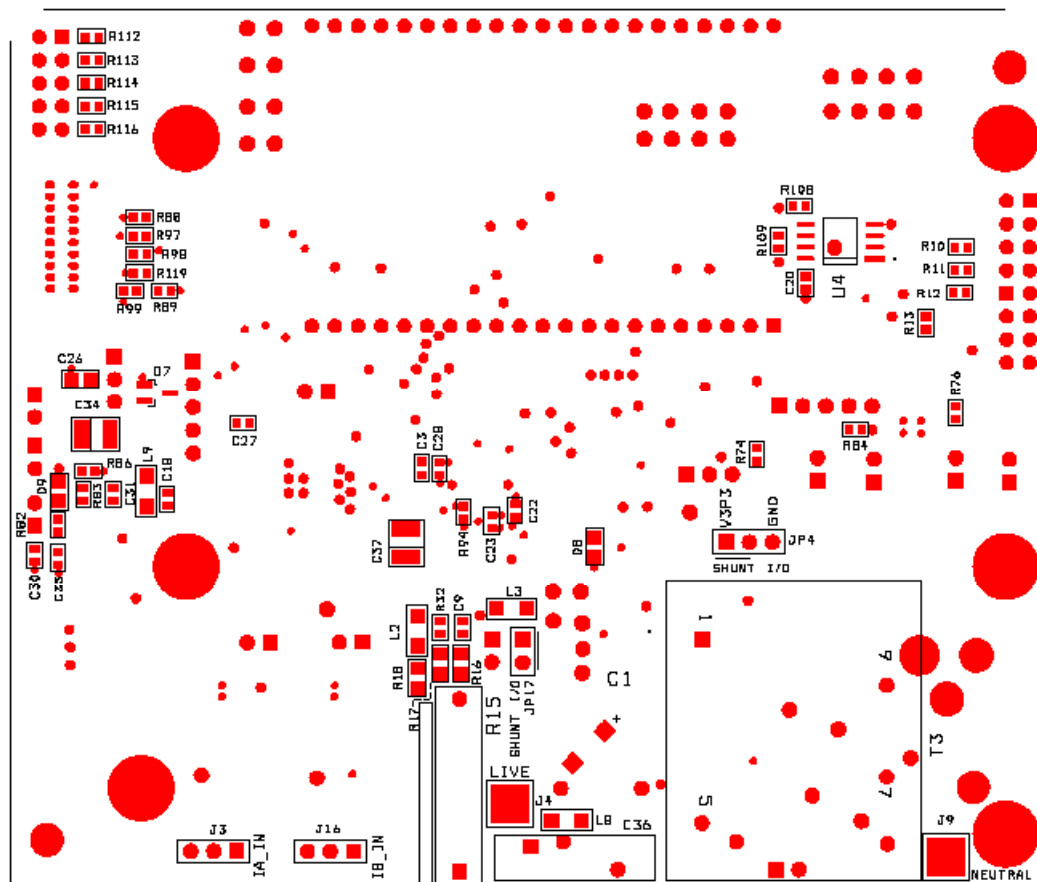 R112
R113
R114
R115
R116
R108
R109
U4
C20
R10
R11
R12
R13
R80
R97
R98
R119
R99
R89
C26
D7
C34
C27
R76
R84
R74
C3
C28
L9
R86
C18
D9
R83
C31
R82
C30
C35
C37
R94
C23
C22
D8
V3P3
GND
JP4
SHUNT I/O
L2
R32
C9
L3
R18
R16
R17
R15
SHUNT I/O
JP17
C1
+
1
6
5
7
T3
LIVE
J4
L8
C36
J3
IA_IN
J16
IB_IN
J9
NEUTRAL